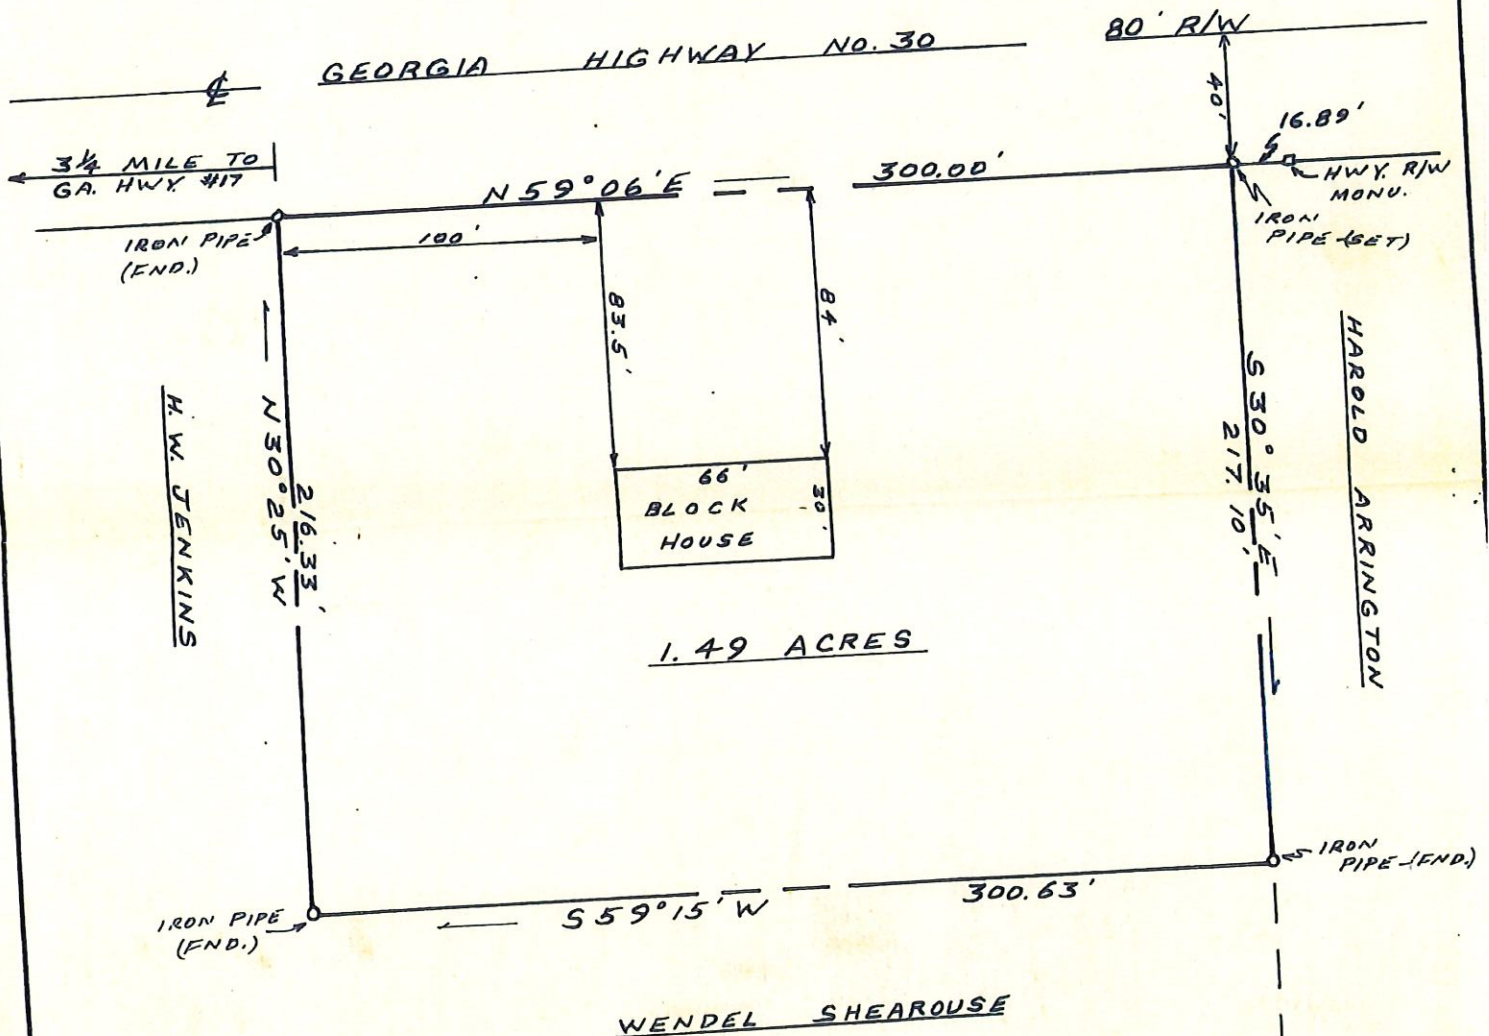 80' R/W
GEORGIA HIGHWAY NO. 30
℄
40'
16.89'
3 1/4 MILE TO
GA. HWY. #17
N 59° 06' E
300.00'
HWY. R/W
MONU.
IRON PIPE
(FND.)
100'
IRON
PIPE (SET)
83.5'
84'
H. W. JENKINS
N 30° 25' W
216.33'
66'
30'
BLOCK
HOUSE
S 30° 35' E
217.10'
HAROLD ARRINGTON
1.49 ACRES
IRON
PIPE (FND.)
IRON PIPE
(FND.)
S 59° 15' W
300.63'
WENDEL SHEAROUSE